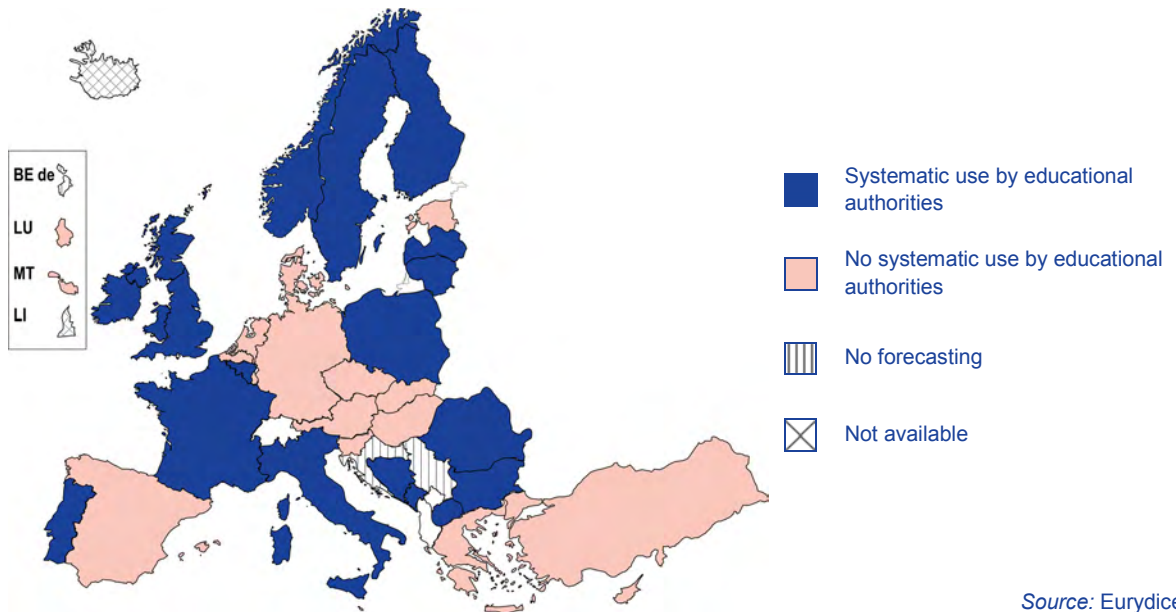 BE de
LU
MT
LI
Systematic use by educational
authorities
No systematic use by educational
authorities
No forecasting
Not available
Source: Eurydice